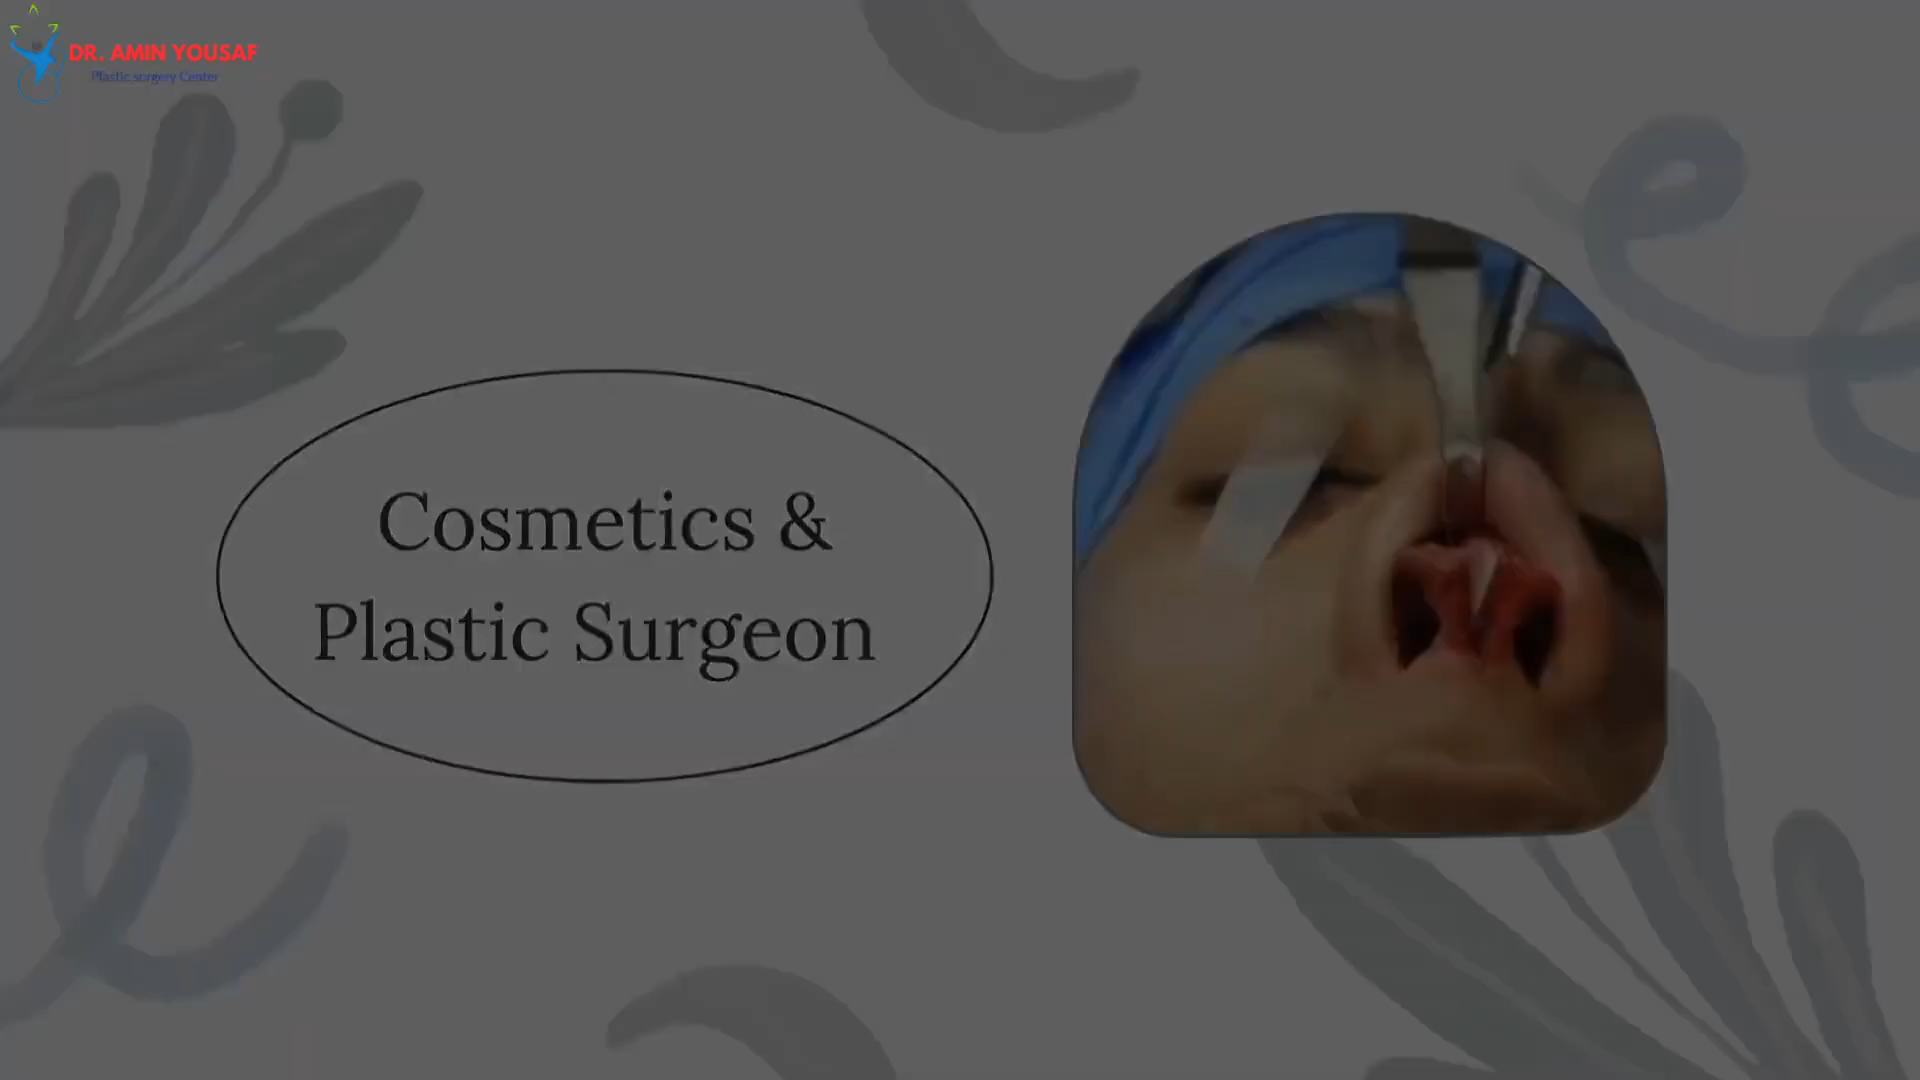 DR. AMIN YOUSAF
Plastic surgery Center
Cosmetics &
Plastic Surgeon